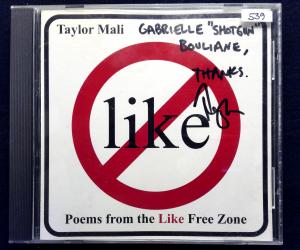 Taylor Mali
GABRIELLE "SHOTGUN"
BOULIANE,
THANKS.
539
like
Poems from the Like Free Zone